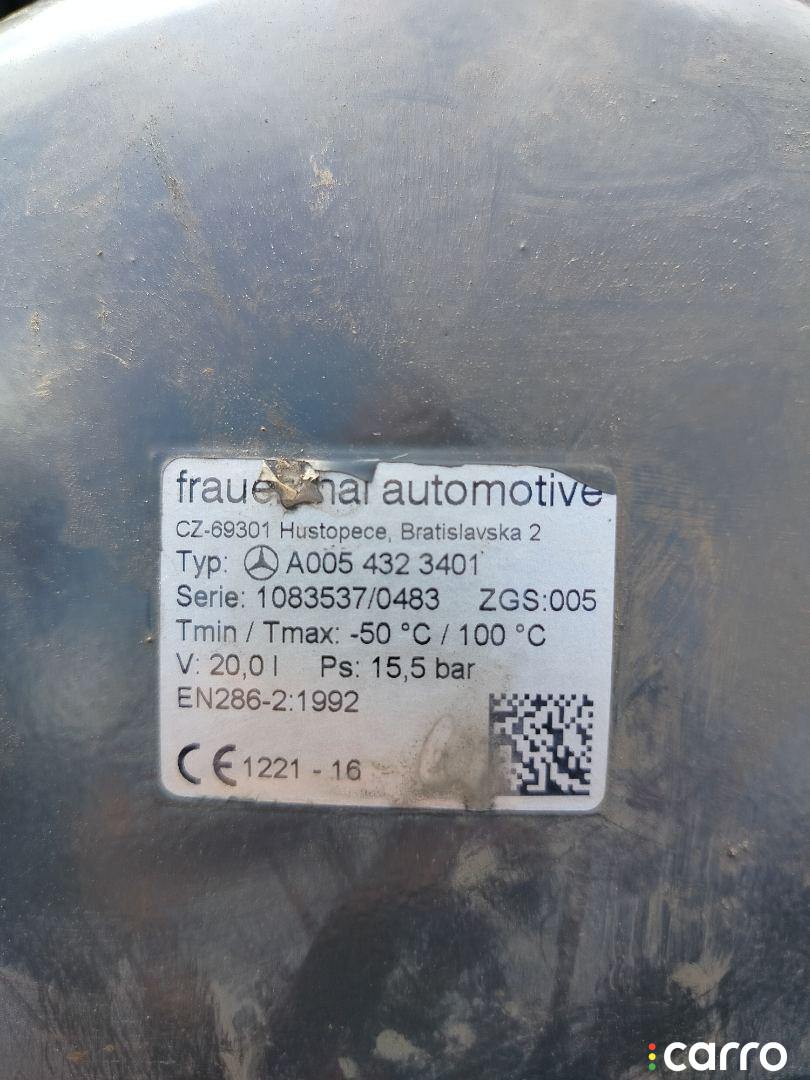 automotive
CZ-69301 Hustopece, Bratislavska 2
Typ: A005 432 3401
Serie: 1083537/0483 ZGS:005
Tmin / Tmax: -50 °C / 100 °C
V: 20,0 l Ps: 15,5 bar
EN286-2:1992
CE 1221 - 16
carro